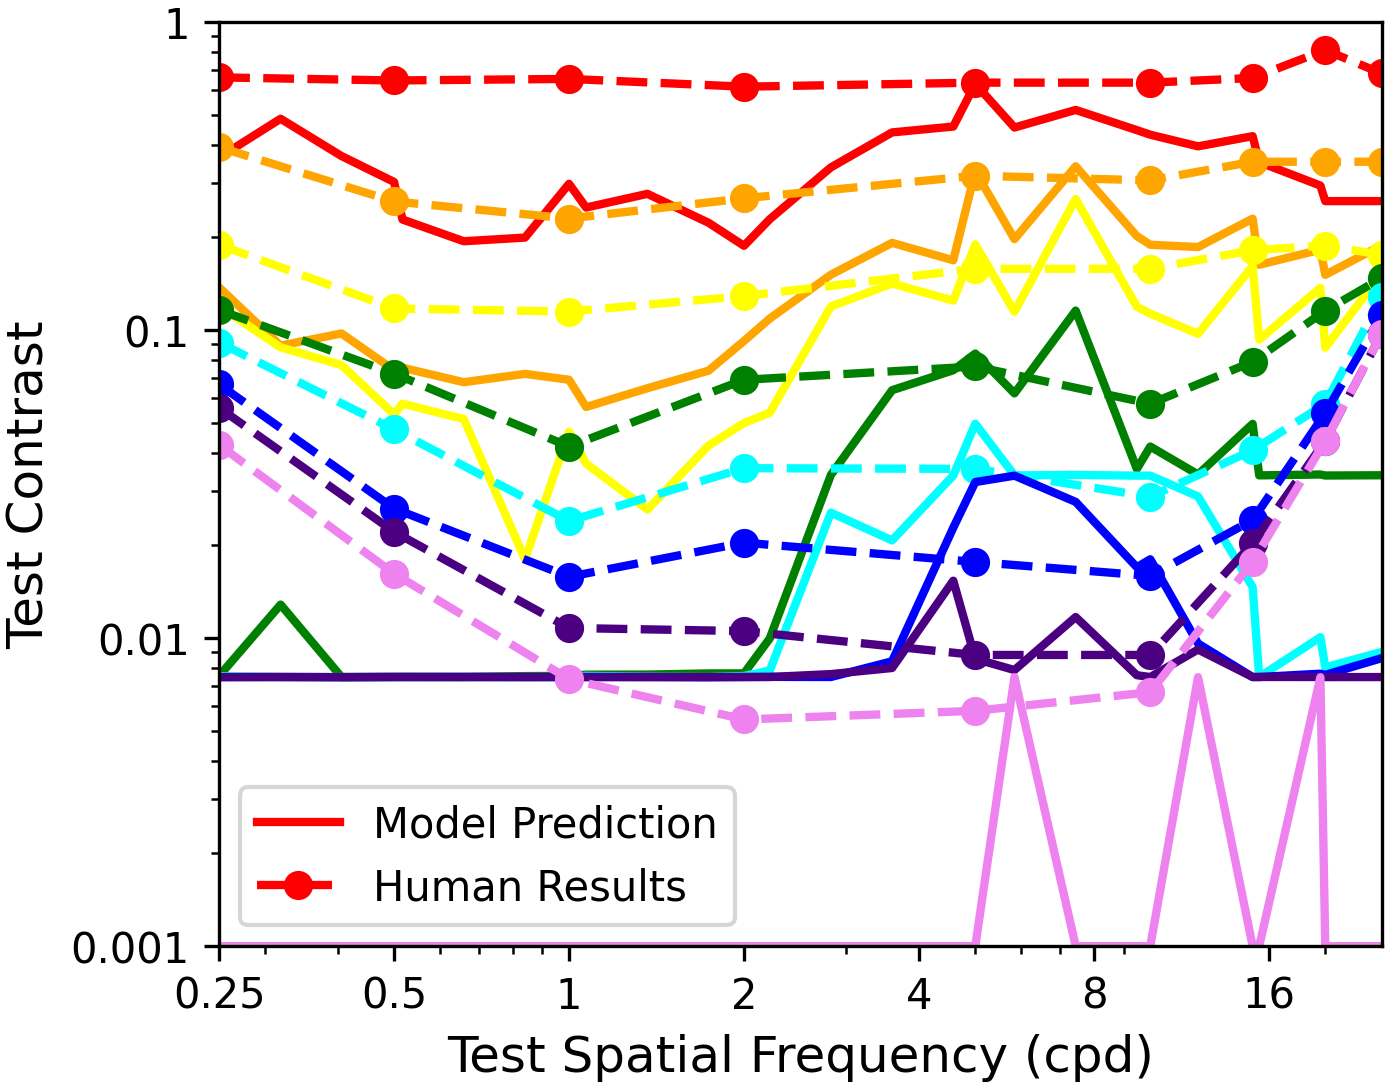 1
0.1
0.01
0.001
Test Contrast
Model Prediction
Human Results
0.25 0.5 1 2 4 8 16
Test Spatial Frequency (cpd)